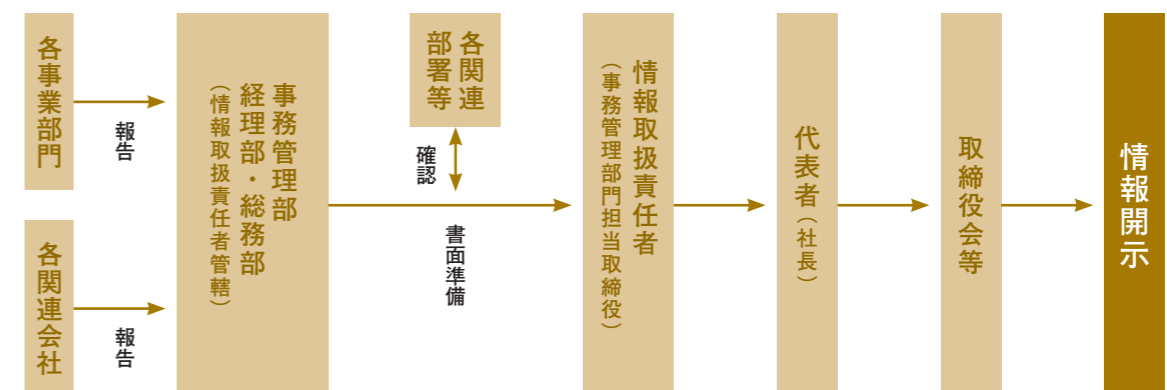 各事業部門
報告
各関連会社
報告
事務管理部
経理部・総務部
（情報取扱責任者管轄）
各関連
部署等
確認
書面準備
情報取扱責任者
（事務管理部門担当取締役）
代表者（社長）
取締役会等
情報開示